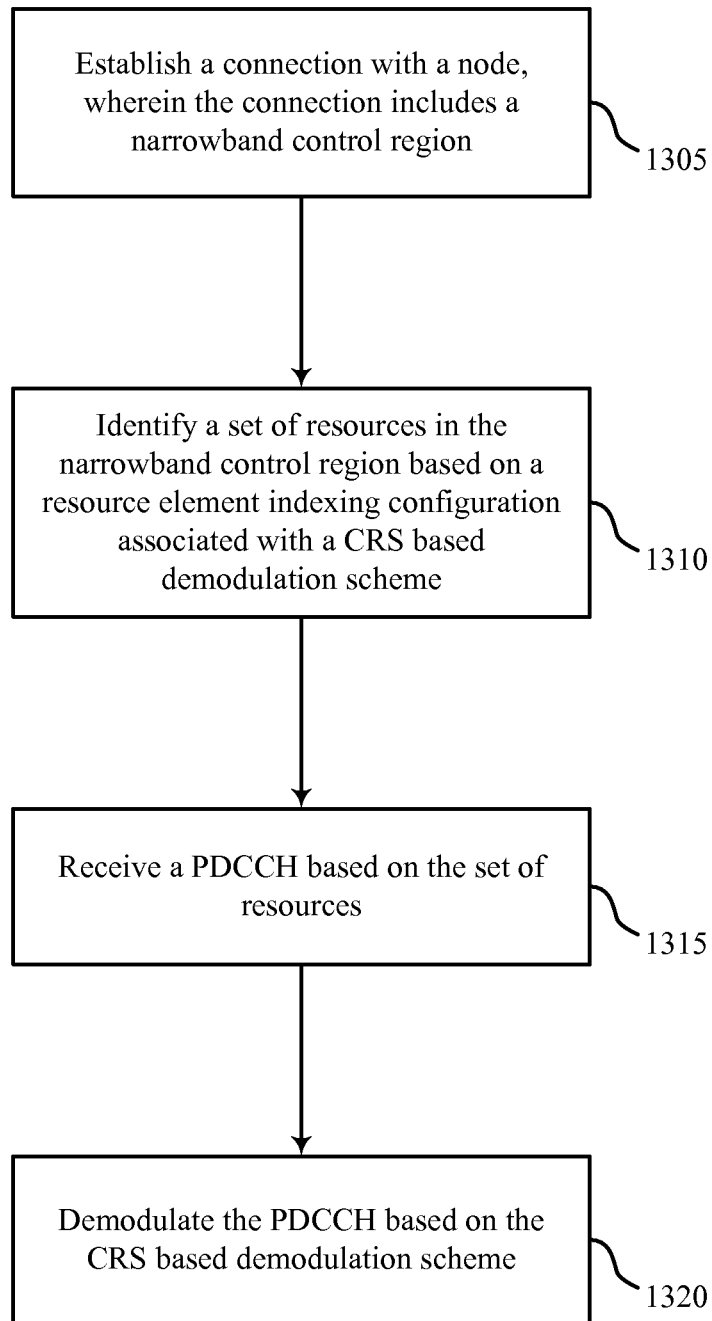 Establish a connection with a node,
wherein the connection includes a
narrowband control region
1305
Identify a set of resources in the
narrowband control region based on a
resource element indexing configuration
associated with a CRS based
demodulation scheme
1310
Receive a PDCCH based on the set of
resources
1315
Demodulate the PDCCH based on the
CRS based demodulation scheme
1320